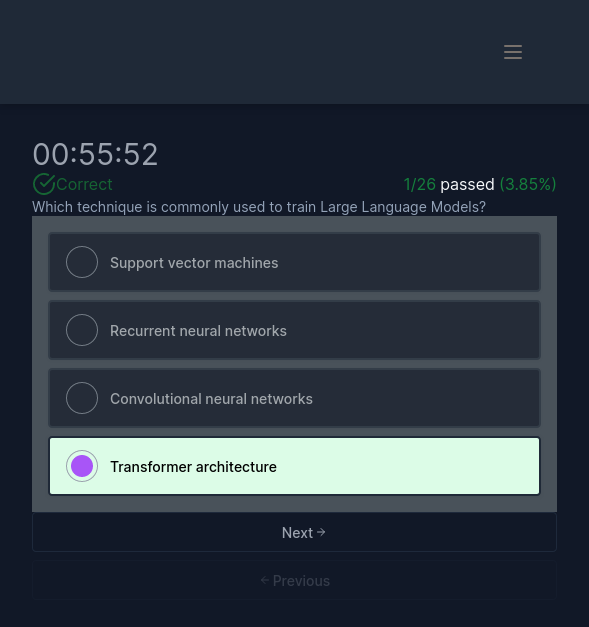 00:55:52
Correct 1/26 passed (3.85%)
Which technique is commonly used to train Large Language Models?
Support vector machines
Recurrent neural networks
Convolutional neural networks
Transformer architecture
Next →
← Previous